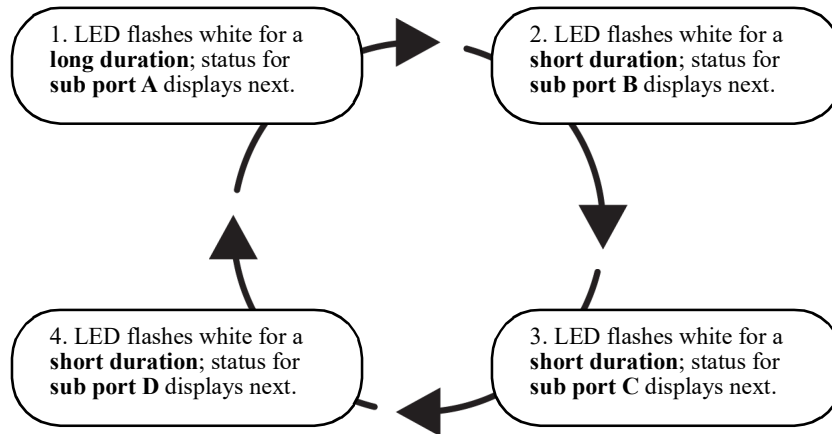 1. LED flashes white for a
long duration; status for
sub port A displays next.
2. LED flashes white for a
short duration; status for
sub port B displays next.
3. LED flashes white for a
short duration; status for
sub port C displays next.
4. LED flashes white for a
short duration; status for
sub port D displays next.